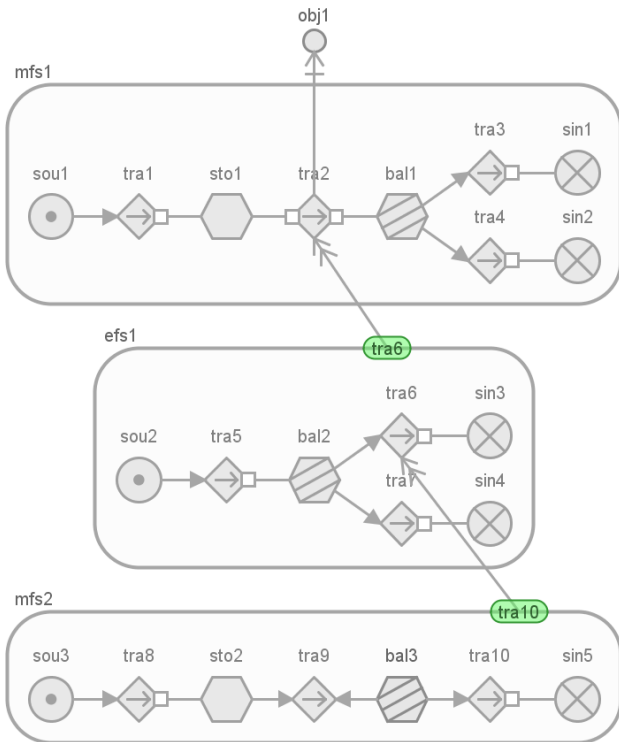 obj1
mfs1
tra3 sin1
sou1 tra1 sto1 tra2 bal1
tra4 sin2
efs1
tra6
tra6 sin3
sou2 tra5 bal2
tra7 sin4
mfs2
tra10
sou3 tra8 sto2 tra9 bal3 tra10 sin5